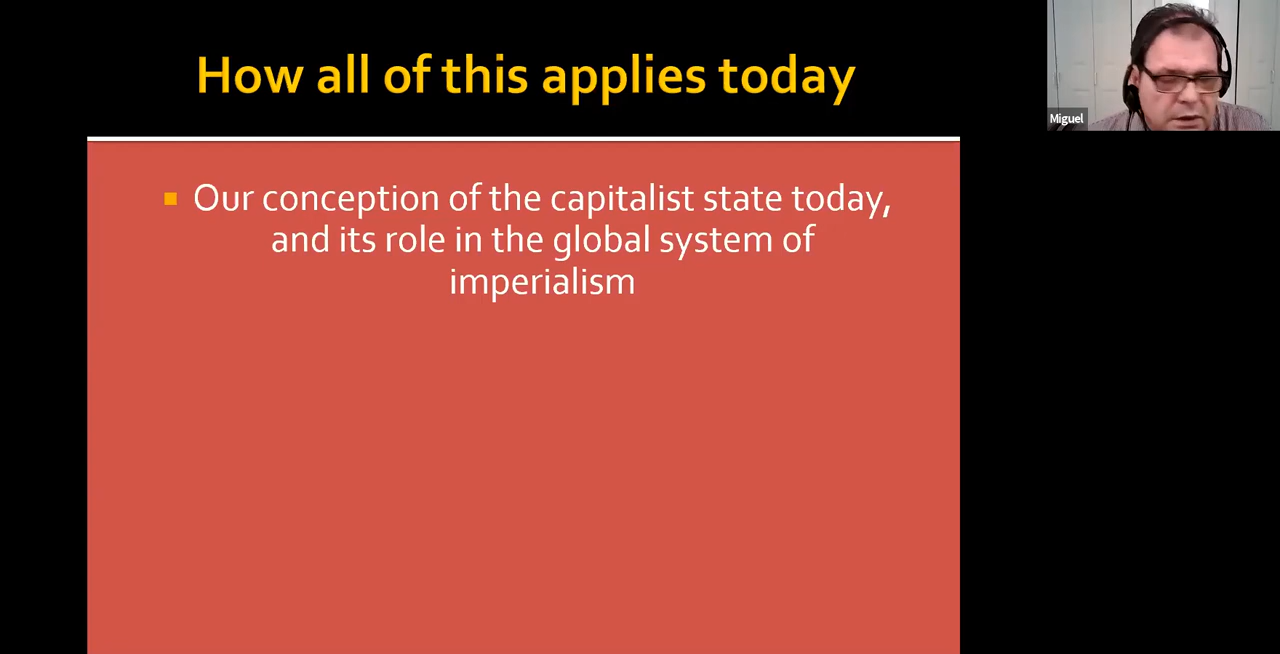 How all of this applies today
Miguel
Our conception of the capitalist state today,
and its role in the global system of
imperialism